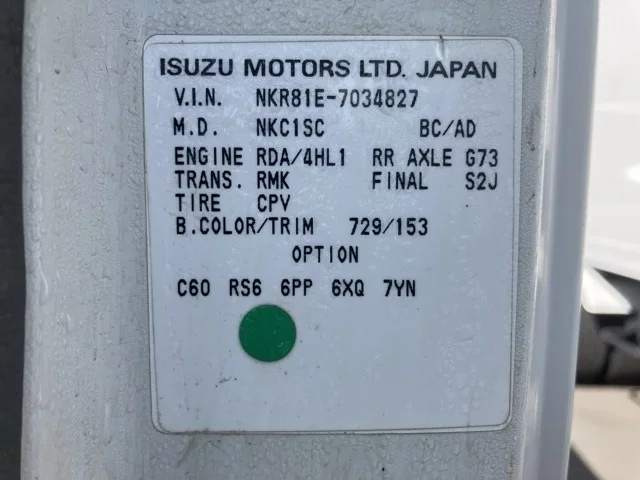 ISUZU MOTORS LTD. JAPAN
V.I.N. NKR81E-7034827
M.D. NKC1SC BC/AD
ENGINE RDA/4HL1 RR AXLE G73
TRANS. RMK FINAL S2J
TIRE CPV
B.COLOR/TRIM 729/153
OPTION
C60 RS6 6PP 6XQ 7YN